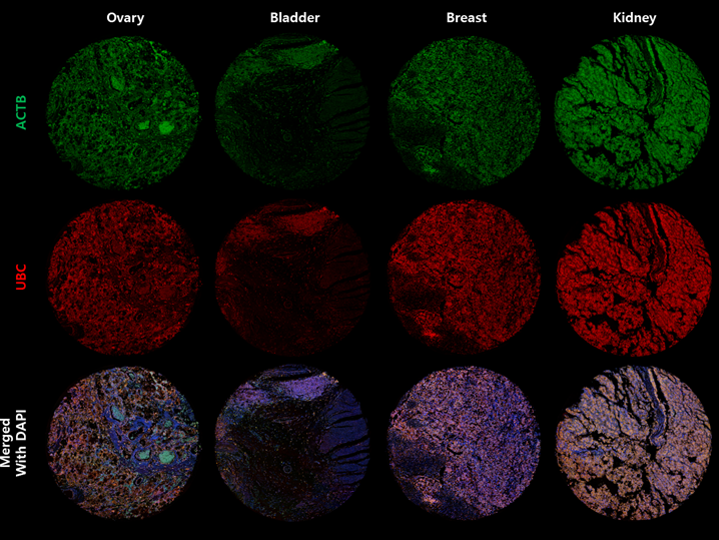 Ovary
Bladder
Breast
Kidney
ACTB
UBC
Merged
With DAPI